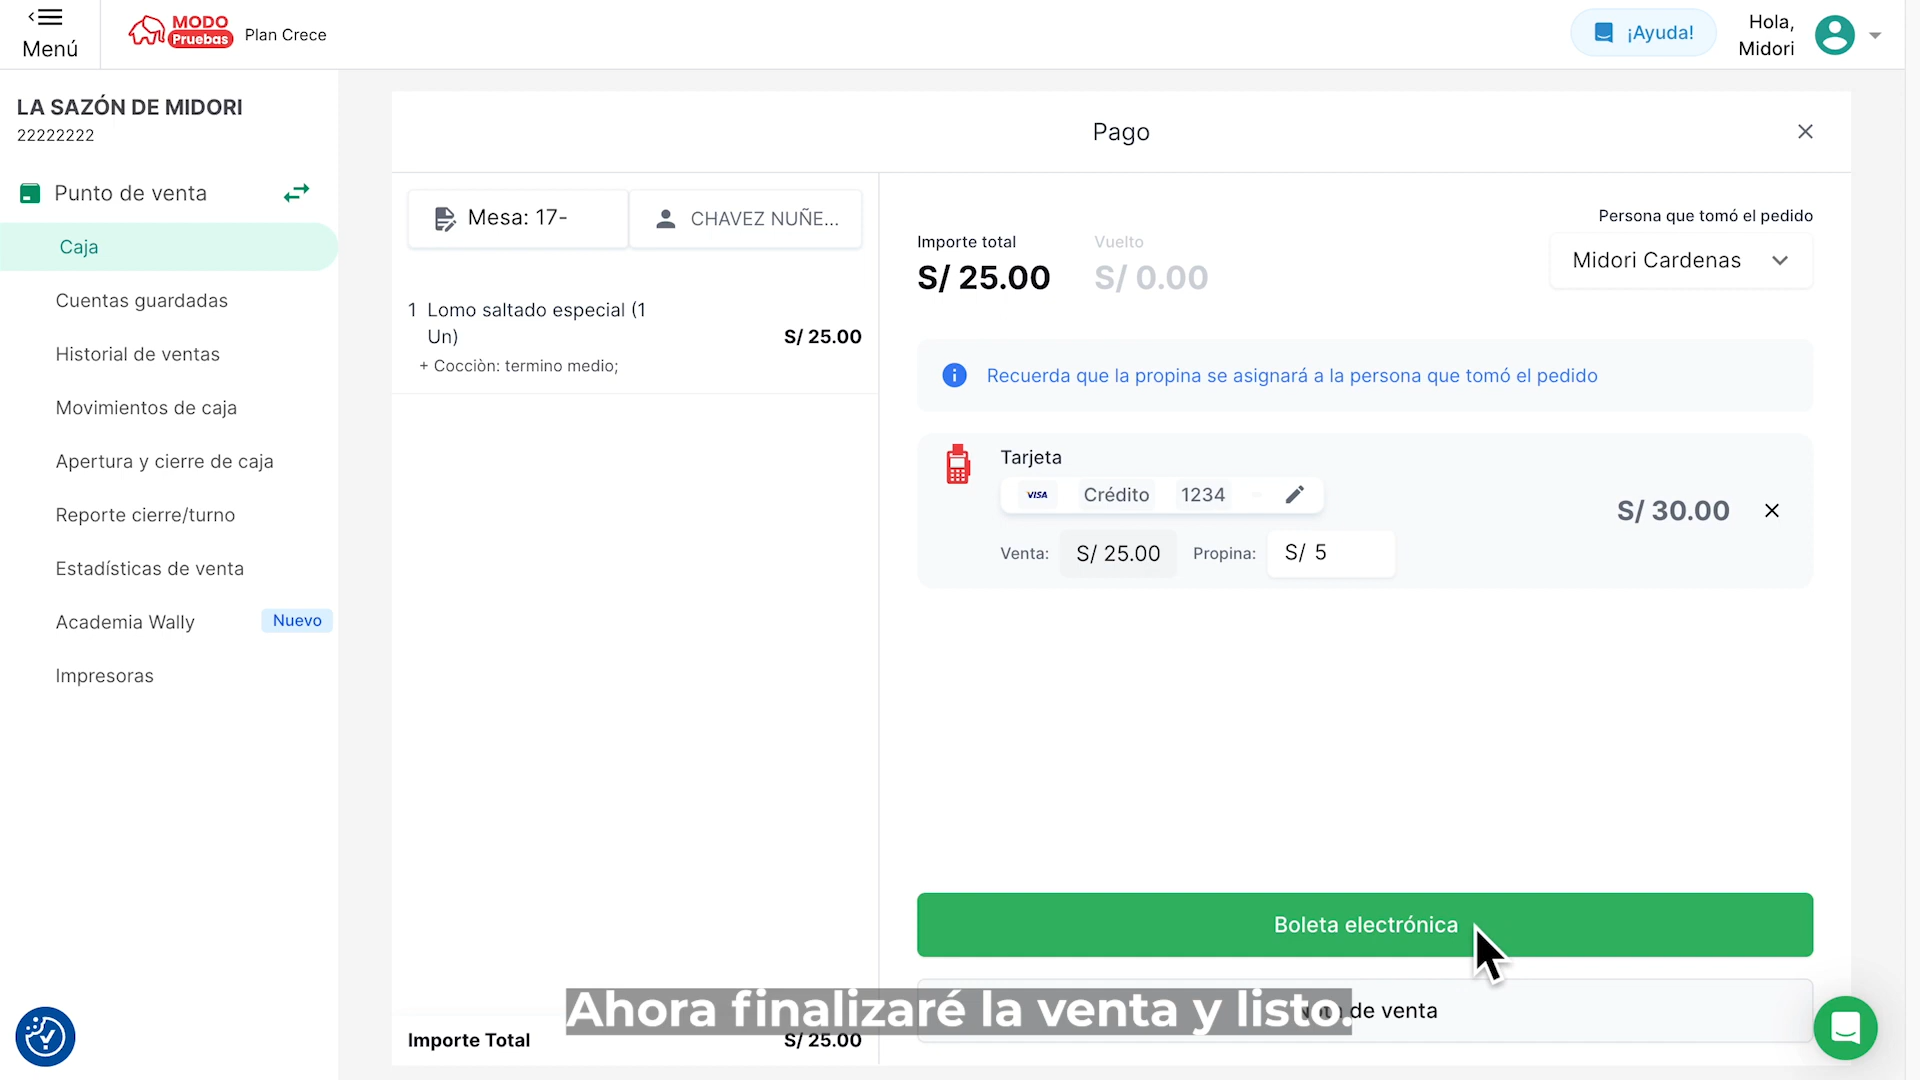 Menú
MODO
Pruebas
Plan Crece
¡Ayuda!
Hola,
Midori
LA SAZÓN DE MIDORI
22222222
Punto de venta
Caja
Cuentas guardadas
Historial de ventas
Movimientos de caja
Apertura y cierre de caja
Reporte cierre/turno
Estadísticas de venta
Academia Wally
Nuevo
Impresoras
Pago
Mesa: 17-
CHAVEZ NUÑE...
1 Lomo saltado especial (1
Un)
S/ 25.00
+ Cocciòn: termino medio;
Importe Total
S/ 25.00
Persona que tomó el pedido
Midori Cardenas
Importe total
S/ 25.00
Vuelto
S/ 0.00
Recuerda que la propina se asignará a la persona que tomó el pedido
Tarjeta
VISA
Crédito
1234
S/ 30.00
Venta:
S/ 25.00
Propina:
S/ 5
Boleta electrónica
de venta
Ahora finalizaré la venta y listo.